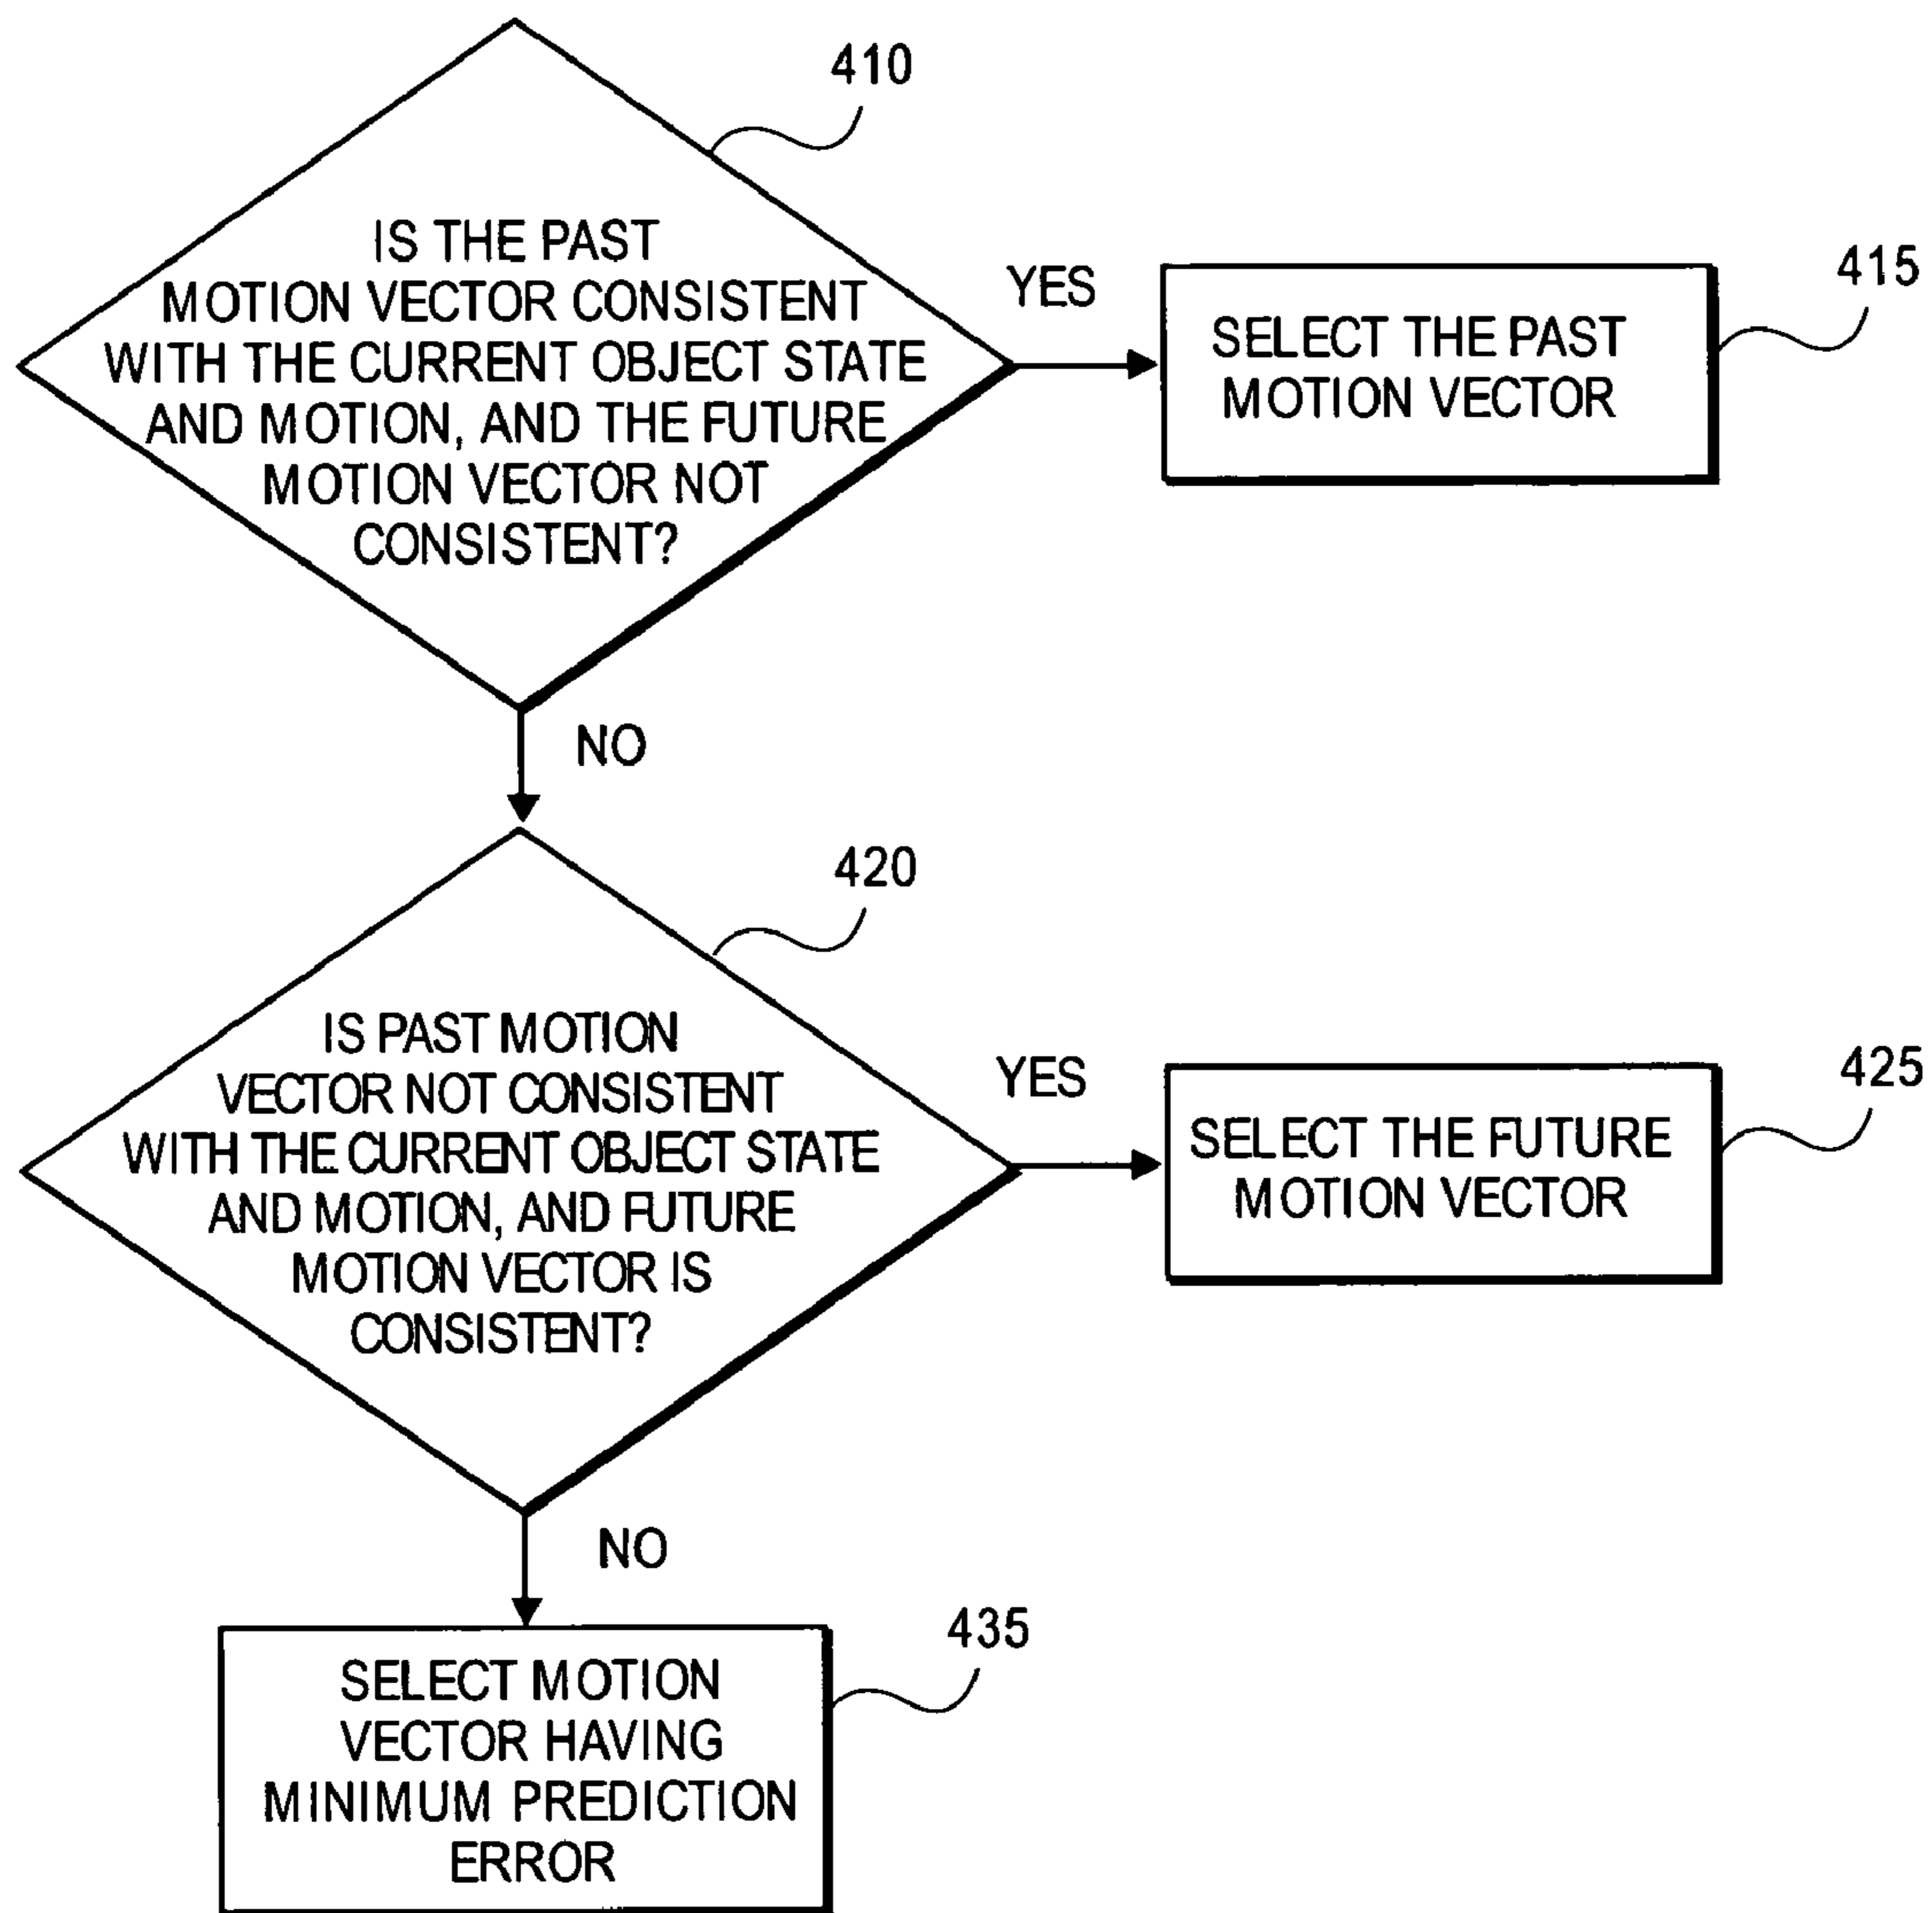 410
IS THE PAST
MOTION VECTOR CONSISTENT
WITH THE CURRENT OBJECT STATE
AND MOTION, AND THE FUTURE
MOTION VECTOR NOT
CONSISTENT?
YES
415
SELECT THE PAST
MOTION VECTOR
NO
420
IS PAST MOTION
VECTOR NOT CONSISTENT
WITH THE CURRENT OBJECT STATE
AND MOTION, AND FUTURE
MOTION VECTOR IS
CONSISTENT?
YES
425
SELECT THE FUTURE
MOTION VECTOR
NO
435
SELECT MOTION
VECTOR HAVING
MINIMUM PREDICTION
ERROR